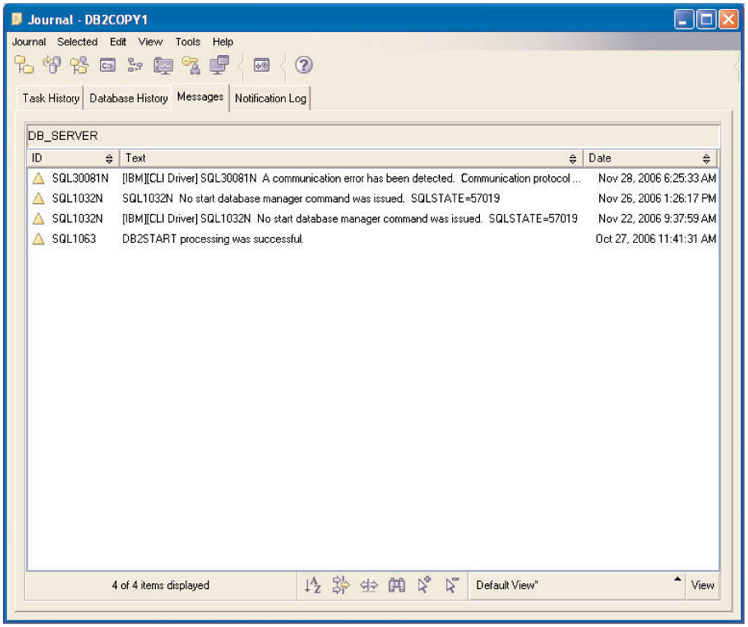 Journal - DB2COPY1
Journal Selected Edit View Tools Help
Task History Database History Messages Notification Log
DB_SERVER
ID Text Date
SQL30081N [IBM][CLI Driver] SQL30081N A communication error has been detected. Communication protocol ... Nov 28, 2006 6:25:33 AM
SQL1032N SQL1032N No start database manager command was issued. SQLSTATE=57019 Nov 26, 2006 1:26:17 PM
SQL1032N [IBM][CLI Driver] SQL1032N No start database manager command was issued. SQLSTATE=57019 Nov 22, 2006 9:37:59 AM
SQL1063 DB2START processing was successful. Oct 27, 2006 11:41:31 AM
4 of 4 items displayed Default View* View